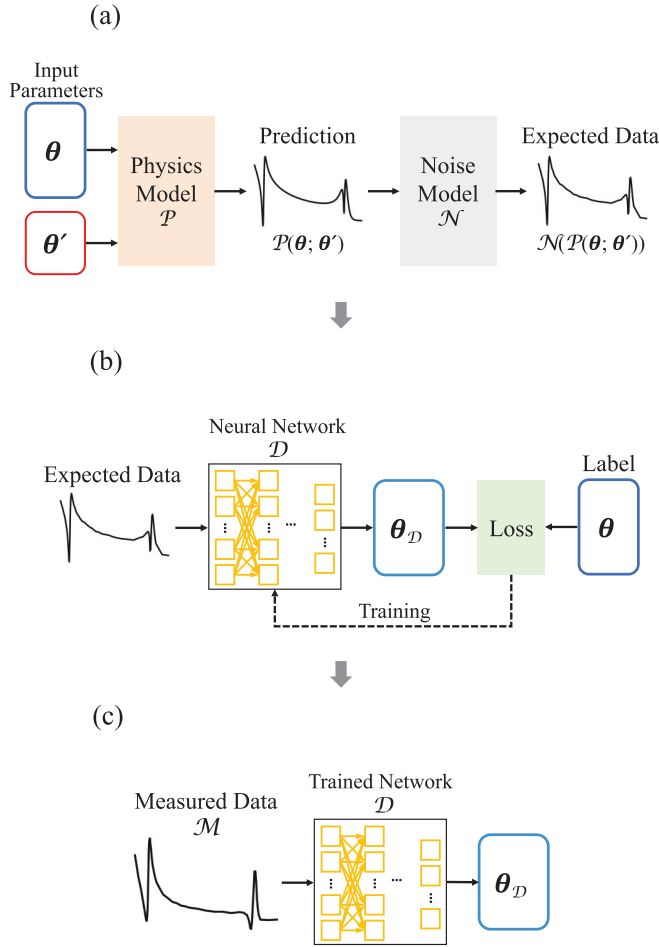 (a)
Input
Parameters
θ
θ′
Physics
Model
𝒫
Prediction
𝒫(θ; θ′)
Noise
Model
𝒩
Expected Data
𝒩(𝒫(θ; θ′))
(b)
Expected Data
Neural Network
𝒟
...
...
...
...
θ𝒟
Loss
Label
θ
Training
(c)
Measured Data
ℳ
Trained Network
𝒟
...
...
...
...
θ𝒟